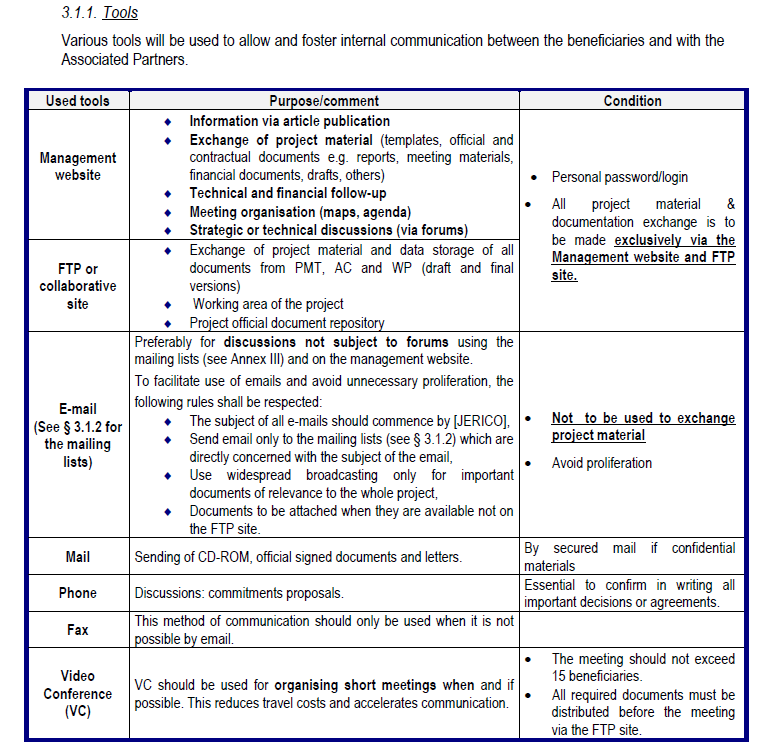 3.1.1. Tools
Various tools will be used to allow and foster internal communication between the beneficiaries and with the
Associated Partners.
Used tools
Purpose/comment
Condition
Management
website
♦ Information via article publication
♦ Exchange of project material (templates, official and
contractual documents e.g. reports, meeting materials,
financial documents, drafts, others)
♦ Technical and financial follow-up
♦ Meeting organisation (maps, agenda)
♦ Strategic or technical discussions (via forums)
• Personal password/login
• All project material &
documentation exchange is to
be made exclusively via the
Management website and FTP
site.
FTP or
collaborative
site
♦ Exchange of project material and data storage of all
documents from PMT, AC and WP (draft and final
versions)
♦ Working area of the project
♦ Project official document repository
E-mail
(See § 3.1.2 for
the mailing
lists)
Preferably for discussions not subject to forums using the
mailing lists (see Annex III) and on the management website.
To facilitate use of emails and avoid unnecessary proliferation, the
following rules shall be respected:
♦ The subject of all e-mails should commence by [JERICO],
♦ Send email only to the mailing lists (see § 3.1.2) which are
directly concerned with the subject of the email,
♦ Use widespread broadcasting only for important
documents of relevance to the whole project,
♦ Documents to be attached when they are available not on
the FTP site.
• Not to be used to exchange
project material
• Avoid proliferation
Mail
Sending of CD-ROM, official signed documents and letters.
By secured mail if confidential
materials
Phone
Discussions: commitments proposals.
Essential to confirm in writing all
important decisions or agreements.
Fax
This method of communication should only be used when it is not
possible by email.
Video
Conference
(VC)
VC should be used for organising short meetings when and if
possible. This reduces travel costs and accelerates communication.
• The meeting should not exceed
15 beneficiaries.
• All required documents must be
distributed before the meeting
via the FTP site.